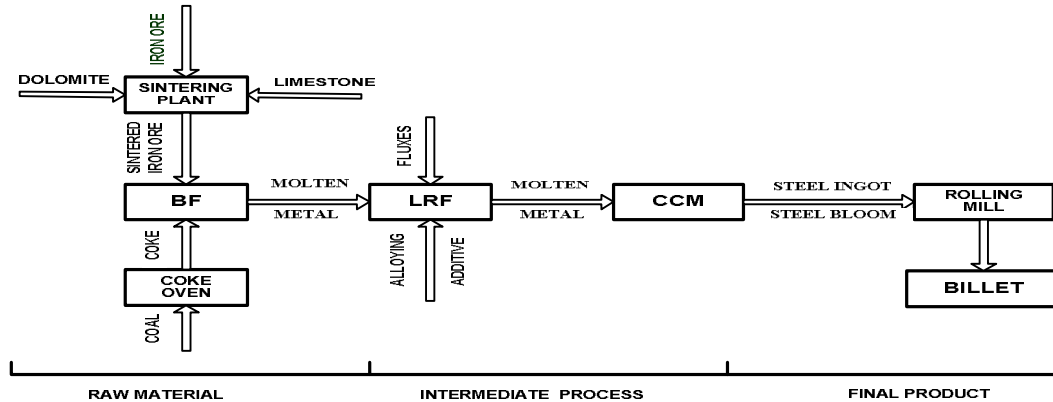 IRON ORE
DOLOMITE
SINTERING
PLANT
LIMESTONE
SINTERED
IRON ORE
FLUXES
BF
MOLTEN
METAL
LRF
MOLTEN
METAL
CCM
STEEL INGOT
STEEL BLOOM
ROLLING
MILL
COKE
ALLOYING
ADDITIVE
COKE
OVEN
BILLET
COAL
RAW MATERIAL
INTERMEDIATE PROCESS
FINAL PRODUCT